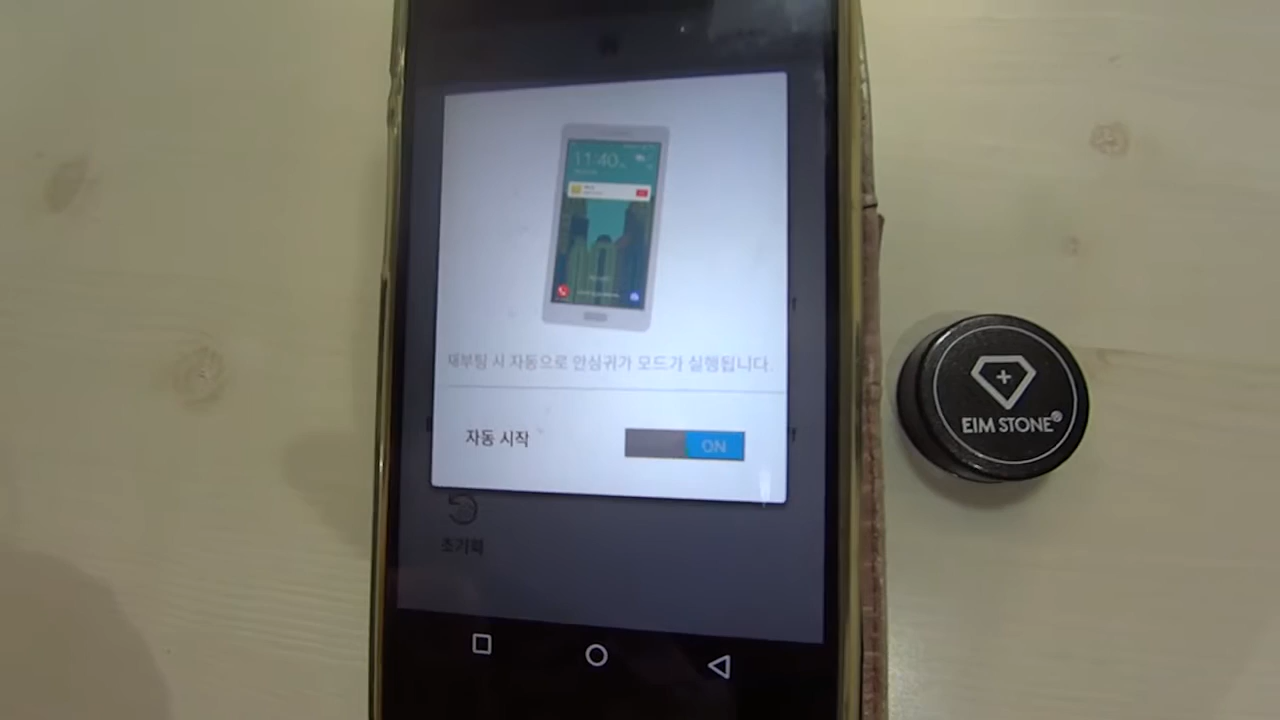 11:40
재부팅 시 자동으로 안심귀가 모드가 실행됩니다.
자동 시작
ON
초기화
EIM STONE®